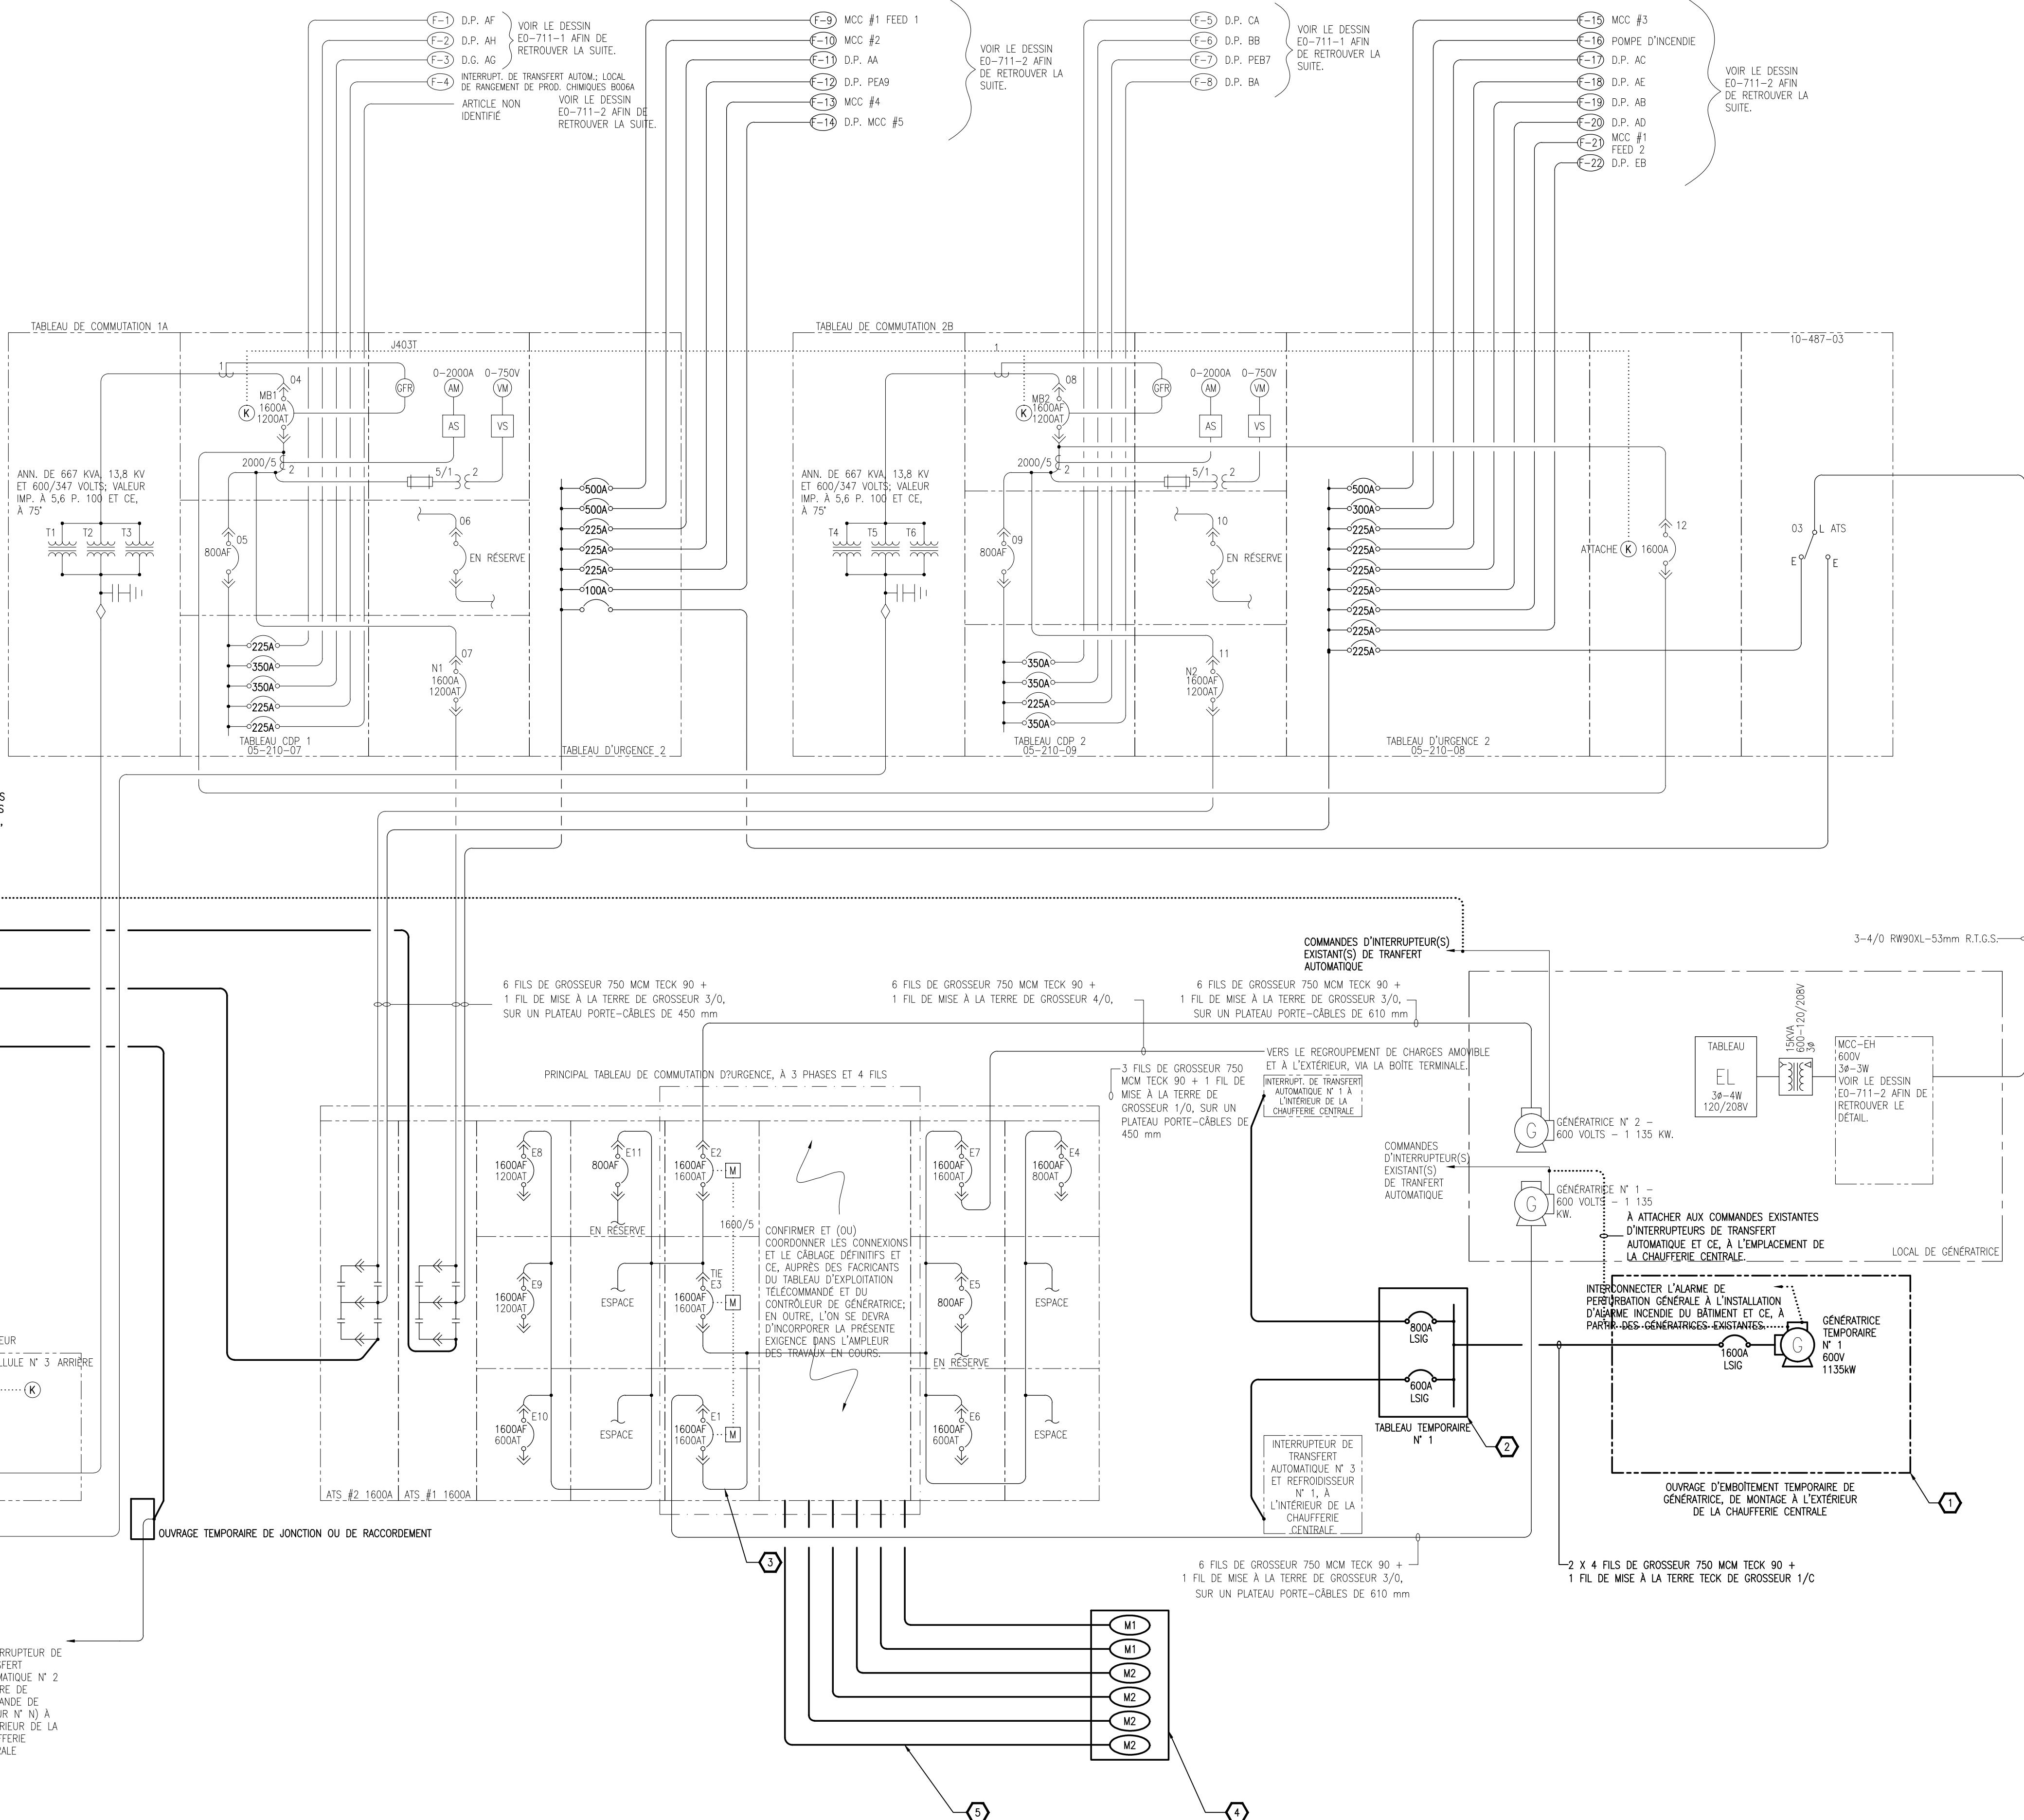 F-1 D.P. AF
F-2 D.P. AH
F-3 D.G. AG
VOIR LE DESSIN
E0-711-1 AFIN DE
RETROUVER LA SUITE.
F-4 INTERRUPT. DE TRANSFERT AUTOM.; LOCAL
DE RANGEMENT DE PROD. CHIMIQUES B006A
ARTICLE NON
IDENTIFIÉ
VOIR LE DESSIN
E0-711-2 AFIN DE
RETROUVER LA SUITE.
F-9 MCC #1 FEED 1
F-10 MCC #2
F-11 D.P. AA
F-12 D.P. PEA9
F-13 MCC #4
F-14 D.P. MCC #5
VOIR LE DESSIN
E0-711-2 AFIN
DE RETROUVER LA
SUITE.
F-5 D.P. CA
F-6 D.P. BB
F-7 D.P. PEB7
F-8 D.P. BA
VOIR LE DESSIN
E0-711-1 AFIN
DE RETROUVER LA
SUITE.
F-15 MCC #3
F-16 POMPE D'INCENDIE
F-17 D.P. AC
F-18 D.P. AE
F-19 D.P. AB
F-20 D.P. AD
F-21 MCC #1
FEED 2
F-22 D.P. EB
VOIR LE DESSIN
E0-711-2 AFIN
DE RETROUVER LA
SUITE.
TABLEAU DE COMMUTATION 1A
J403T
1
04
MB1
1600A
1200AT
K
GFR
0-2000A
AM
AS
0-750V
VM
VS
2000/5
2
5/1
2
ANN. DE 667 KVA, 13,8 KV
ET 600/347 VOLTS; VALEUR
IMP. À 5,6 P. 100 ET CE,
À 75°
T1
T2
T3
05
800AF
06
EN RÉSERVE
07
N1
1600A
1200AT
225A
350A
350A
225A
225A
TABLEAU CDP 1
05-210-07
500A
500A
225A
225A
225A
100A
TABLEAU D'URGENCE 2
TABLEAU DE COMMUTATION 2B
1
08
MB2
1600AF
1200AT
K
GFR
0-2000A
AM
AS
0-750V
VM
VS
2000/5
2
5/1
2
ANN. DE 667 KVA, 13,8 KV
ET 600/347 VOLTS; VALEUR
IMP. À 5,6 P. 100 ET CE,
À 75°
T4
T5
T6
09
800AF
10
EN RÉSERVE
11
N2
1600AF
1200AT
350A
350A
225A
350A
TABLEAU CDP 2
05-210-09
500A
300A
225A
225A
225A
225A
225A
225A
225A
TABLEAU D'URGENCE 2
05-210-08
12
ATTACHE K 1600A
10-487-03
03
L ATS
E
E
COMMANDES D'INTERRUPTEUR(S)
EXISTANT(S) DE TRANFERT
AUTOMATIQUE
3-4/0 RW90XL-53mm R.T.G.S.
6 FILS DE GROSSEUR 750 MCM TECK 90 +
1 FIL DE MISE À LA TERRE DE GROSSEUR 3/0,
SUR UN PLATEAU PORTE-CÂBLES DE 450 mm
6 FILS DE GROSSEUR 750 MCM TECK 90 +
1 FIL DE MISE À LA TERRE DE GROSSEUR 4/0,
6 FILS DE GROSSEUR 750 MCM TECK 90 +
1 FIL DE MISE À LA TERRE DE GROSSEUR 3/0,
SUR UN PLATEAU PORTE-CÂBLES DE 610 mm
VERS LE REGROUPEMENT DE CHARGES AMOVIBLE
ET À L'EXTÉRIEUR, VIA LA BOÎTE TERMINALE.
3 FILS DE GROSSEUR 750
MCM TECK 90 + 1 FIL DE
MISE À LA TERRE DE
GROSSEUR 1/0, SUR UN
PLATEAU PORTE-CÂBLES DE
450 mm
INTERRUPT. DE TRANSFERT
AUTOMATIQUE N° 1 À
L'INTÉRIEUR DE LA
CHAUFFERIE CENTRALE
PRINCIPAL TABLEAU DE COMMUTATION D?URGENCE, À 3 PHASES ET 4 FILS
ATS #2 1600A
ATS #1 1600A
E8
1600AF
1200AT
E9
1600AF
1200AT
E10
1600AF
600AT
E11
800AF
EN RÉSERVE
ESPACE
ESPACE
E2
1600AF
1600AT
M
1600/5
TIE
E3
1600AF
1600AT
M
E1
1600AF
1600AT
M
CONFIRMER ET (OU)
COORDONNER LES CONNEXIONS
ET LE CÂBLAGE DÉFINITIFS ET
CE, AUPRÈS DES FACRICANTS
DU TABLEAU D'EXPLOITATION
TÉLÉCOMMANDÉ ET DU
CONTRÔLEUR DE GÉNÉRATRICE;
EN OUTRE, L'ON SE DEVRA
D'INCORPORER LA PRÉSENTE
EXIGENCE DANS L'AMPLEUR
DES TRAVAUX EN COURS.
E7
1600AF
1600AT
E5
800AF
EN RÉSERVE
E6
1600AF
600AT
E4
1600AF
800AT
ESPACE
ESPACE
TABLEAU
EL
3ø-4W
120/208V
15KVA
600-120/208V
3ø
MCC-EH
600V
3ø-3W
VOIR LE DESSIN
E0-711-2 AFIN DE
RETROUVER LE
DÉTAIL.
G
GÉNÉRATRICE N° 2 -
600 VOLTS - 1 135 KW.
COMMANDES
D'INTERRUPTEUR(S)
EXISTANT(S)
DE TRANFERT
AUTOMATIQUE
G
GÉNÉRATRICE N° 1 -
600 VOLTS - 1 135
KW.
À ATTACHER AUX COMMANDES EXISTANTES
D'INTERRUPTEURS DE TRANSFERT
AUTOMATIQUE ET CE, À L'EMPLACEMENT DE
LA CHAUFFERIE CENTRALE.
LOCAL DE GÉNÉRATRICE
INTERCONNECTER L'ALARME DE
PERTURBATION GÉNÉRALE À L'INSTALLATION
D'ALARME INCENDIE DU BÂTIMENT ET CE, À
PARTIR DES GÉNÉRATRICES EXISTANTES.
G
GÉNÉRATRICE
TEMPORAIRE
N° 1
600V
1135kW
1600A
LSIG
800A
LSIG
600A
LSIG
TABLEAU TEMPORAIRE
N° 1
2
OUVRAGE D'EMBOÎTEMENT TEMPORAIRE DE
GÉNÉRATRICE, DE MONTAGE À L'EXTÉRIEUR
DE LA CHAUFFERIE CENTRALE
1
INTERRUPTEUR DE
TRANSFERT
AUTOMATIQUE N° 3
ET REFROIDISSEUR
N° 1, À
L'INTÉRIEUR DE LA
CHAUFFERIE
CENTRALE
6 FILS DE GROSSEUR 750 MCM TECK 90 +
1 FIL DE MISE À LA TERRE DE GROSSEUR 3/0,
SUR UN PLATEAU PORTE-CÂBLES DE 610 mm
2 X 4 FILS DE GROSSEUR 750 MCM TECK 90 +
1 FIL DE MISE À LA TERRE TECK DE GROSSEUR 1/C
S
S
,
EUR
LLULE N° 3 ARRIÈRE
K
OUVRAGE TEMPORAIRE DE JONCTION OU DE RACCORDEMENT
3
M1
M1
M2
M2
M2
M2
5
4
RRUPTEUR DE
SFERT
MATIQUE N° 2
RE DE
ANDE DE
UR N° N) À
RIEUR DE LA
FFERIE
RALE